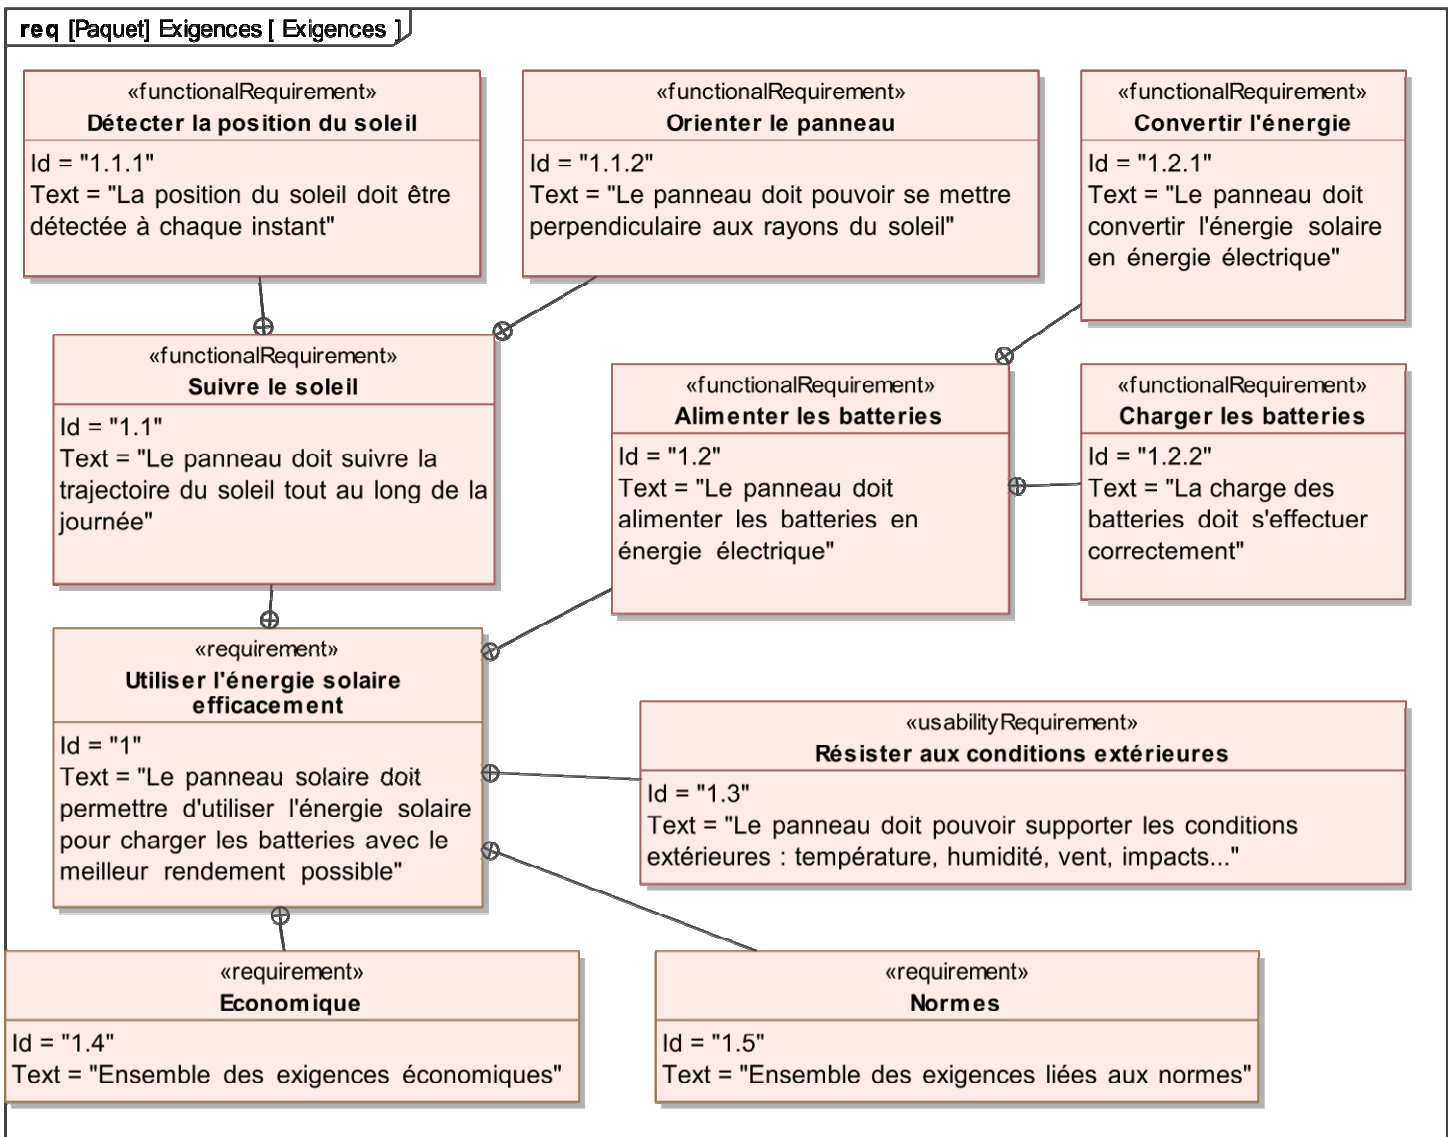 req [Paquet] Exigences [ Exigences ]
«functionalRequirement»
Détecter la position du soleil
Id = "1.1.1"
Text = "La position du soleil doit être
détectée à chaque instant"
«functionalRequirement»
Orienter le panneau
Id = "1.1.2"
Text = "Le panneau doit pouvoir se mettre
perpendiculaire aux rayons du soleil"
«functionalRequirement»
Convertir l'énergie
Id = "1.2.1"
Text = "Le panneau doit
convertir l'énergie solaire
en énergie électrique"
«functionalRequirement»
Suivre le soleil
Id = "1.1"
Text = "Le panneau doit suivre la
trajectoire du soleil tout au long de la
journée"
«functionalRequirement»
Alimenter les batteries
Id = "1.2"
Text = "Le panneau doit
alimenter les batteries en
énergie électrique"
«functionalRequirement»
Charger les batteries
Id = "1.2.2"
Text = "La charge des
batteries doit s'effectuer
correctement"
«requirement»
Utiliser l'énergie solaire
efficacement
Id = "1"
Text = "Le panneau solaire doit
permettre d'utiliser l'énergie solaire
pour charger les batteries avec le
meilleur rendement possible"
«usabilityRequirement»
Résister aux conditions extérieures
Id = "1.3"
Text = "Le panneau doit pouvoir supporter les conditions
extérieures : température, humidité, vent, impacts..."
«requirement»
Economique
Id = "1.4"
Text = "Ensemble des exigences économiques"
«requirement»
Normes
Id = "1.5"
Text = "Ensemble des exigences liées aux normes"